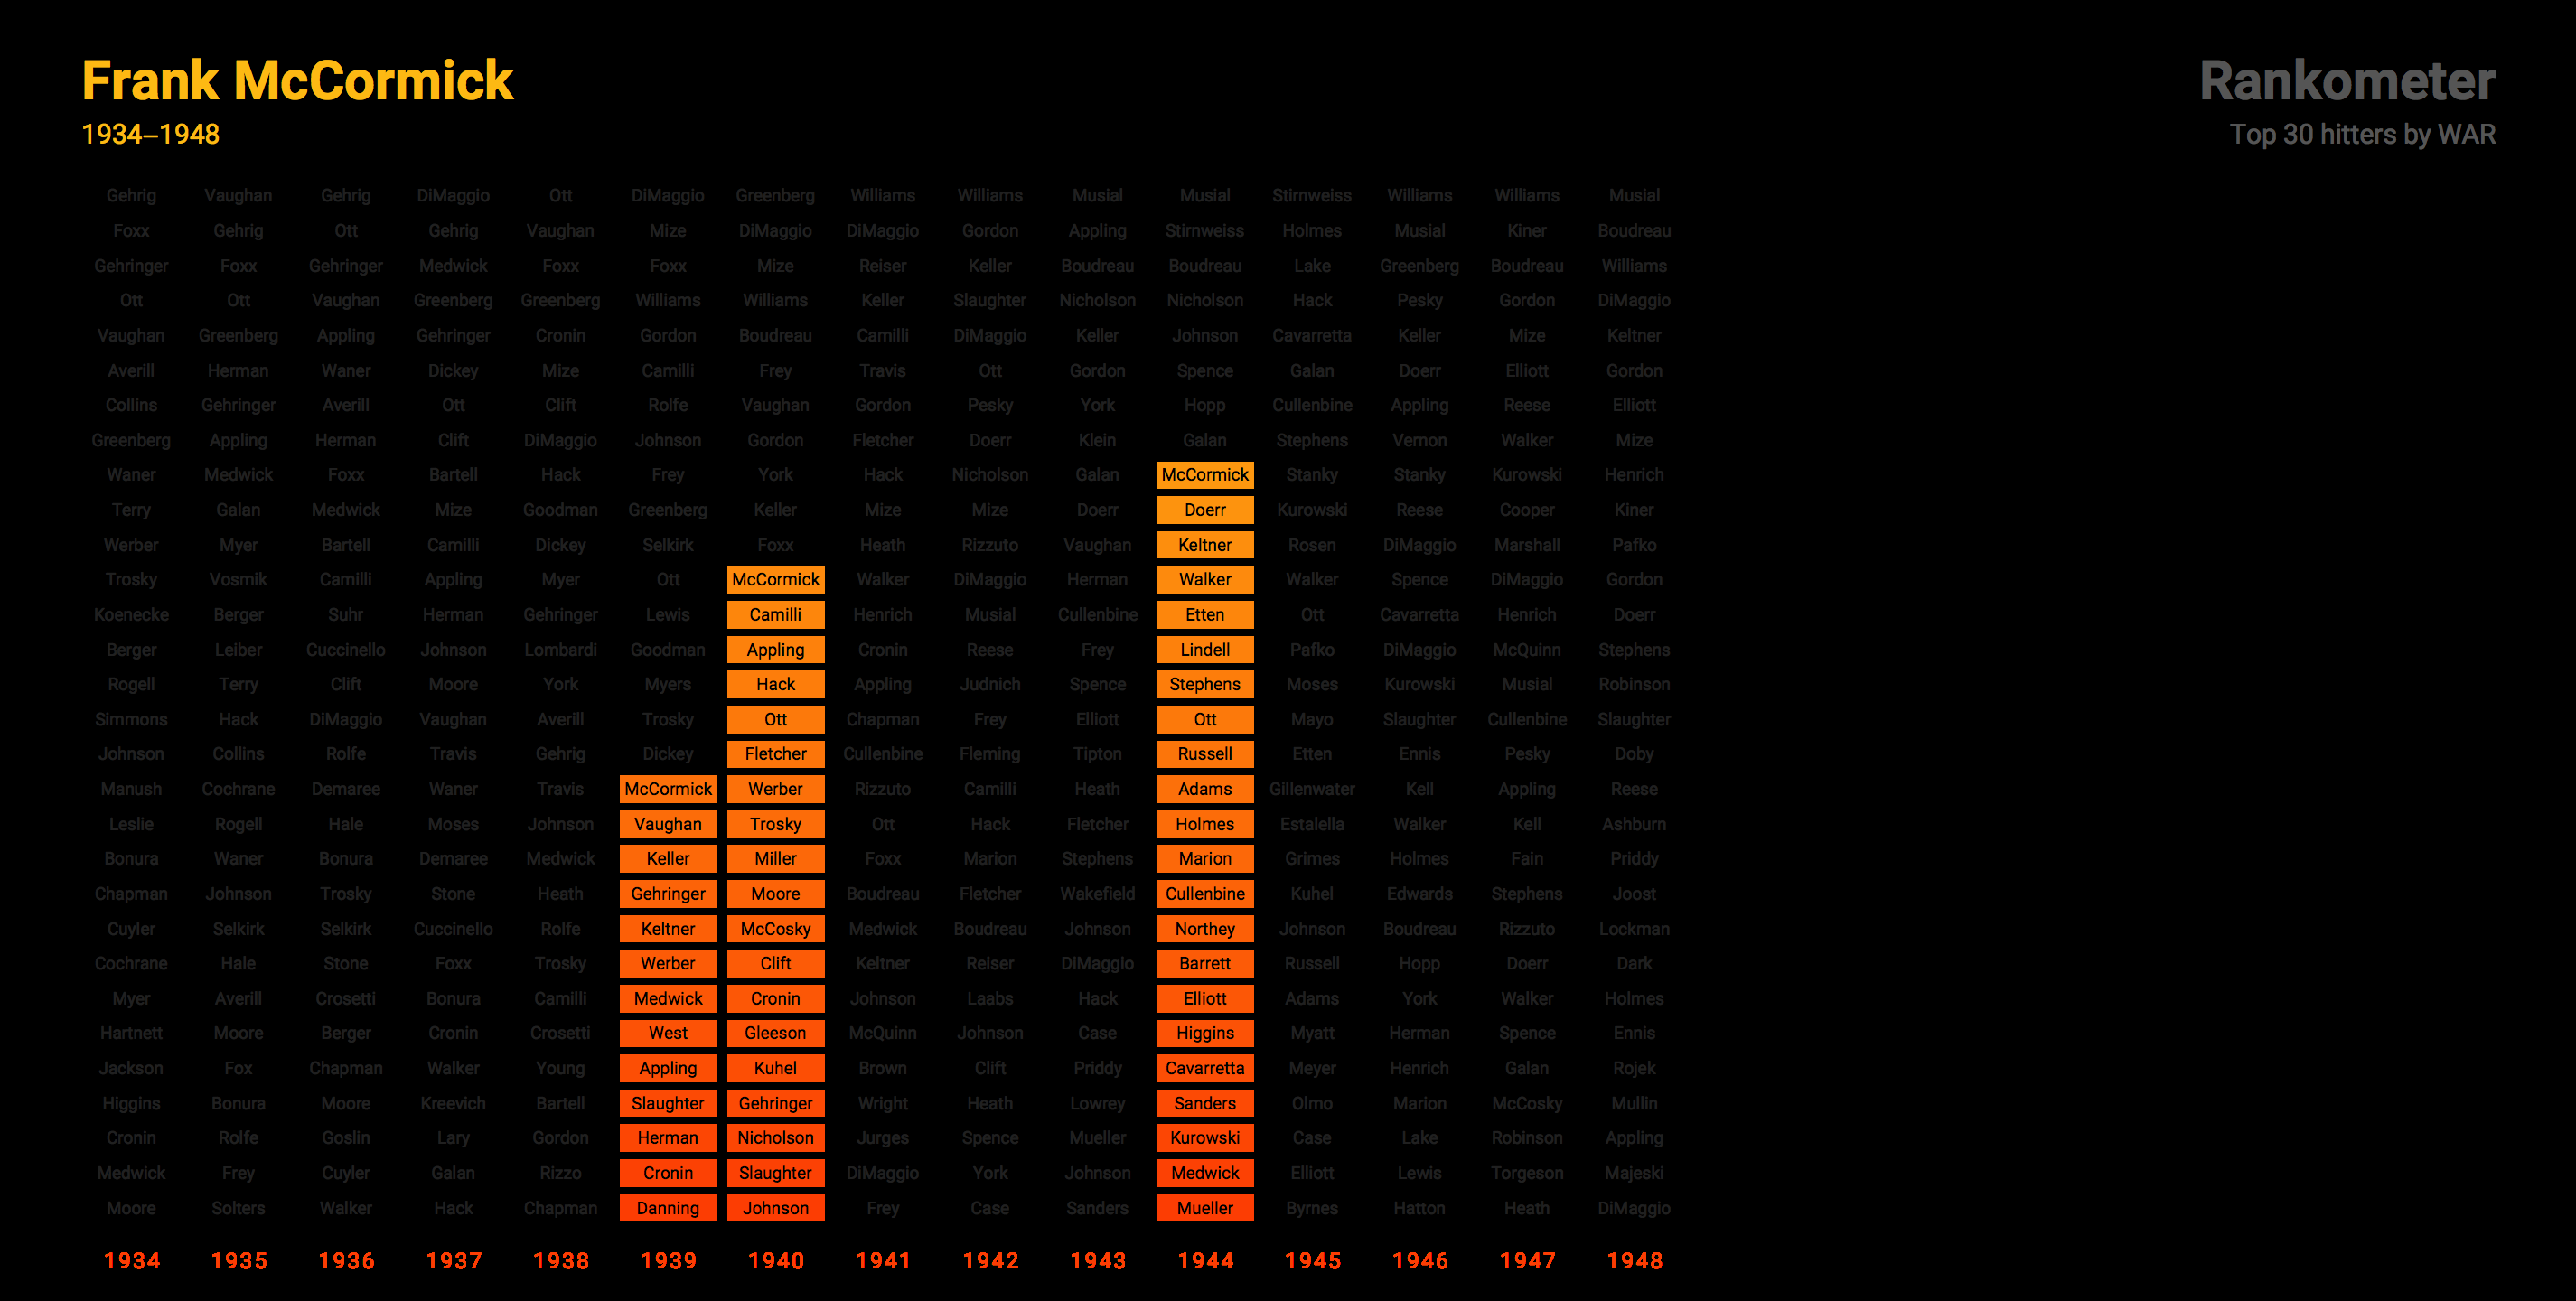 Frank McCormick
1934–1948
Rankometer
Top 30 hitters by WAR
Gehrig Vaughan Gehrig DiMaggio Ott DiMaggio Greenberg Williams Williams Musial Musial Stirnweiss Williams Williams Musial
Foxx Gehrig Ott Gehrig Vaughan Mize DiMaggio DiMaggio Gordon Appling Stirnweiss Holmes Musial Kiner Boudreau
Gehringer Foxx Gehringer Medwick Foxx Foxx Mize Reiser Keller Boudreau Boudreau Lake Greenberg Boudreau Williams
Ott Ott Vaughan Greenberg Greenberg Williams Williams Keller Slaughter Nicholson Nicholson Hack Pesky Gordon DiMaggio
Vaughan Greenberg Appling Gehringer Cronin Gordon Boudreau Camilli DiMaggio Keller Johnson Cavarretta Keller Mize Keltner
Averill Herman Waner Dickey Mize Camilli Frey Travis Ott Gordon Spence Galan Doerr Elliott Gordon
Collins Gehringer Averill Ott Clift Rolfe Vaughan Gordon Pesky York Hopp Cullenbine Appling Reese Elliott
Greenberg Appling Herman Clift DiMaggio Johnson Gordon Fletcher Doerr Klein Galan Stephens Vernon Walker Mize
Waner Medwick Foxx Bartell Hack Frey York Hack Nicholson Galan McCormick Stanky Stanky Kurowski Henrich
Terry Galan Medwick Mize Goodman Greenberg Keller Mize Mize Doerr Doerr Kurowski Reese Cooper Kiner
Werber Myer Bartell Camilli Dickey Selkirk Foxx Heath Rizzuto Vaughan Keltner Rosen DiMaggio Marshall Pafko
Trosky Vosmik Camilli Appling Myer Ott McCormick Walker DiMaggio Herman Walker Walker Spence DiMaggio Gordon
Koenecke Berger Suhr Herman Gehringer Lewis Camilli Henrich Musial Cullenbine Etten Ott Cavarretta Henrich Doerr
Berger Leiber Cuccinello Johnson Lombardi Goodman Appling Cronin Reese Frey Lindell Pafko DiMaggio McQuinn Stephens
Rogell Terry Clift Moore York Myers Hack Appling Judnich Spence Stephens Moses Kurowski Musial Robinson
Simmons Hack DiMaggio Vaughan Averill Trosky Ott Chapman Frey Elliott Ott Mayo Slaughter Cullenbine Slaughter
Johnson Collins Rolfe Travis Gehrig Dickey Fletcher Cullenbine Fleming Tipton Russell Etten Ennis Pesky Doby
Manush Cochrane Demaree Waner Travis McCormick Werber Rizzuto Camilli Heath Adams Gillenwater Kell Appling Reese
Leslie Rogell Hale Moses Johnson Vaughan Trosky Ott Hack Fletcher Holmes Estalella Walker Kell Ashburn
Bonura Waner Bonura Demaree Medwick Keller Miller Foxx Marion Stephens Marion Grimes Holmes Fain Priddy
Chapman Johnson Trosky Stone Heath Gehringer Moore Boudreau Fletcher Wakefield Cullenbine Kuhel Edwards Stephens Joost
Cuyler Selkirk Selkirk Cuccinello Rolfe Keltner McCosky Medwick Boudreau Johnson Northey Johnson Boudreau Rizzuto Lockman
Cochrane Hale Stone Foxx Trosky Werber Clift Keltner Reiser DiMaggio Barrett Russell Hopp Doerr Dark
Myer Averill Crosetti Bonura Camilli Medwick Cronin Johnson Laabs Hack Elliott Adams York Walker Holmes
Hartnett Moore Berger Cronin Crosetti West Gleeson McQuinn Johnson Case Higgins Myatt Herman Spence Ennis
Jackson Fox Chapman Walker Young Appling Kuhel Brown Clift Priddy Cavarretta Meyer Henrich Galan Rojek
Higgins Bonura Moore Kreevich Bartell Slaughter Gehringer Wright Heath Lowrey Sanders Olmo Marion McCosky Mullin
Cronin Rolfe Goslin Lary Gordon Herman Nicholson Jurges Spence Mueller Kurowski Case Lake Robinson Appling
Medwick Frey Cuyler Galan Rizzo Cronin Slaughter DiMaggio York Johnson Medwick Elliott Lewis Torgeson Majeski
Moore Solters Walker Hack Chapman Danning Johnson Frey Case Sanders Mueller Byrnes Hatton Heath DiMaggio
1934 1935 1936 1937 1938 1939 1940 1941 1942 1943 1944 1945 1946 1947 1948